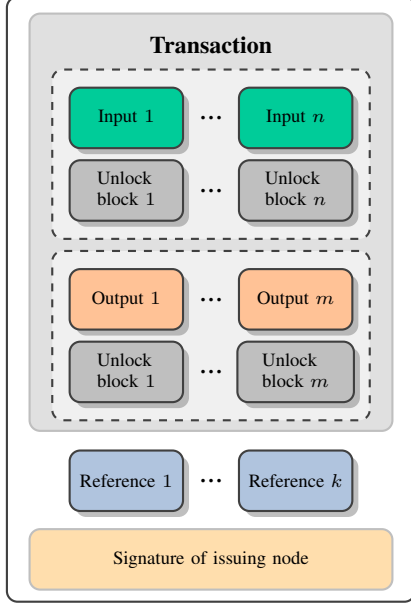 Transaction
Input 1 ... Input n
Unlock block 1 ... Unlock block n
Output 1 ... Output m
Unlock block 1 ... Unlock block m
Reference 1 ... Reference k
Signature of issuing node